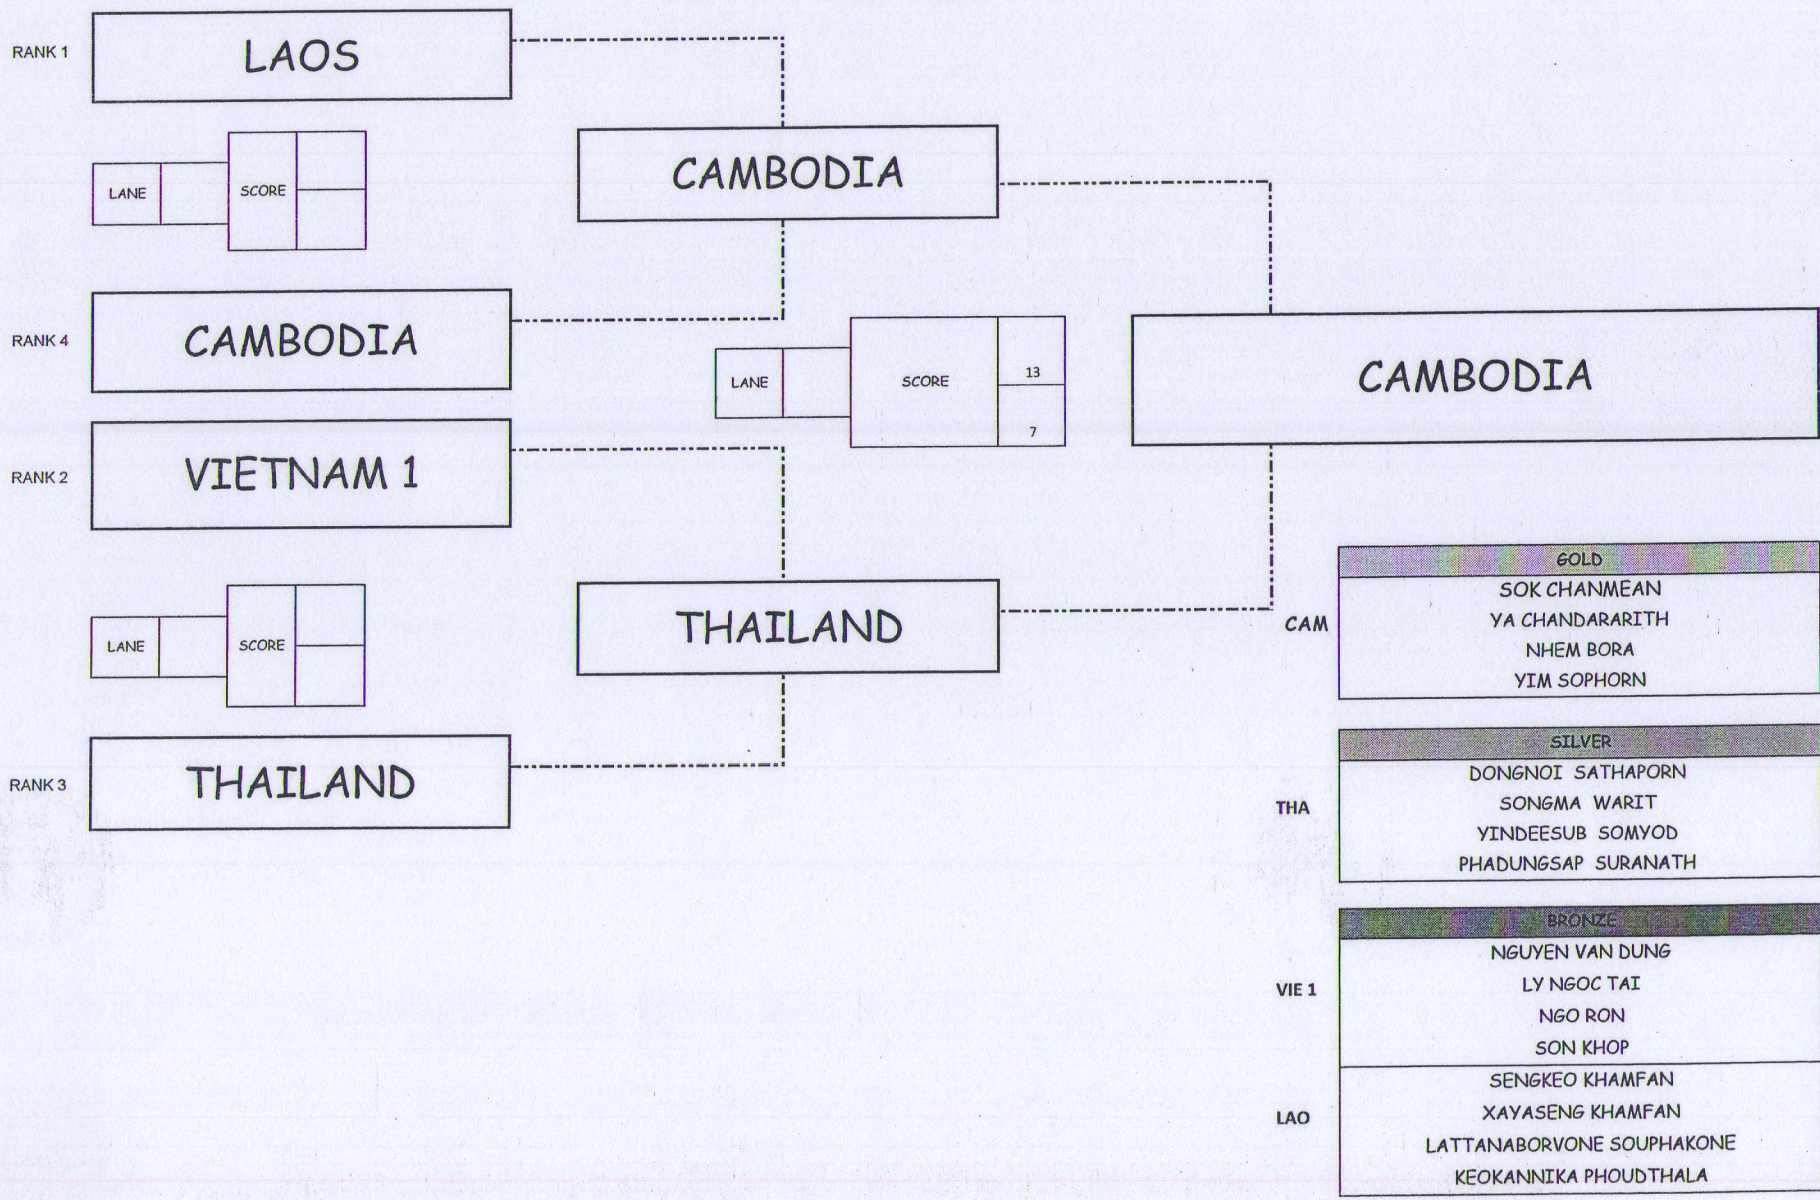 RANK 1
LAOS
LANE
SCORE
CAMBODIA
RANK 4
CAMBODIA
LANE
SCORE
13
7
CAMBODIA
RANK 2
VIETNAM 1
LANE
SCORE
THAILAND
RANK 3
THAILAND
GOLD
CAM
SOK CHANMEAN
YA CHANDARARITH
NHEM BORA
YIM SOPHORN
SILVER
THA
DONGNOI SATHAPORN
SONGMA WARIT
YINDEESUB SOMYOD
PHADUNGSAP SURANATH
BRONZE
VIE 1
NGUYEN VAN DUNG
LY NGOC TAI
NGO RON
SON KHOP
LAO
SENGKEO KHAMFAN
XAYASENG KHAMFAN
LATTANABORVONE SOUPHAKONE
KEOKANNIKA PHOUDTHALA